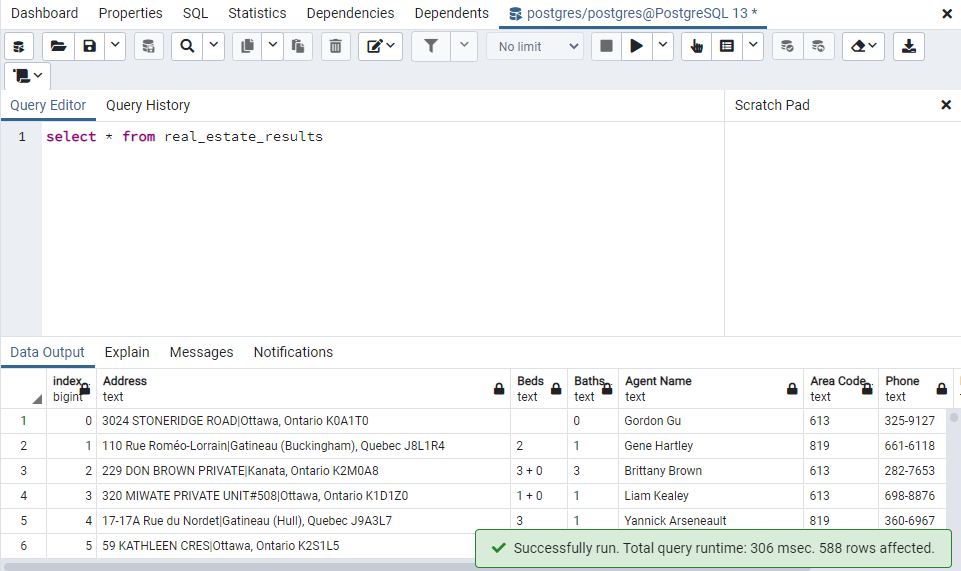 Dashboard Properties SQL Statistics Dependencies Dependents postgres/postgres@PostgreSQL 13 *
No limit
Query Editor Query History Scratch Pad
1 select * from real_estate_results
Data Output Explain Messages Notifications
index Address Beds Baths Agent Name Area Code Phone
bigint text text text text text text
1 0 3024 STONERIDGE ROAD|Ottawa, Ontario K0A1T0 0 Gordon Gu 613 325-9127
2 1 110 Rue Roméo-Lorrain|Gatineau (Buckingham), Quebec J8L1R4 2 1 Gene Hartley 819 661-6118
3 2 229 DON BROWN PRIVATE|Kanata, Ontario K2M0A8 3 + 0 3 Brittany Brown 613 282-7653
4 3 320 MIWATE PRIVATE UNIT#508|Ottawa, Ontario K1D1Z0 1 + 0 1 Liam Kealey 613 698-8876
5 4 17-17A Rue du Nordet|Gatineau (Hull), Quebec J9A3L7 3 1 Yannick Arseneault 819 360-6967
6 5 59 KATHLEEN CRES|Ottawa, Ontario K2S1L5
Successfully run. Total query runtime: 306 msec. 588 rows affected.